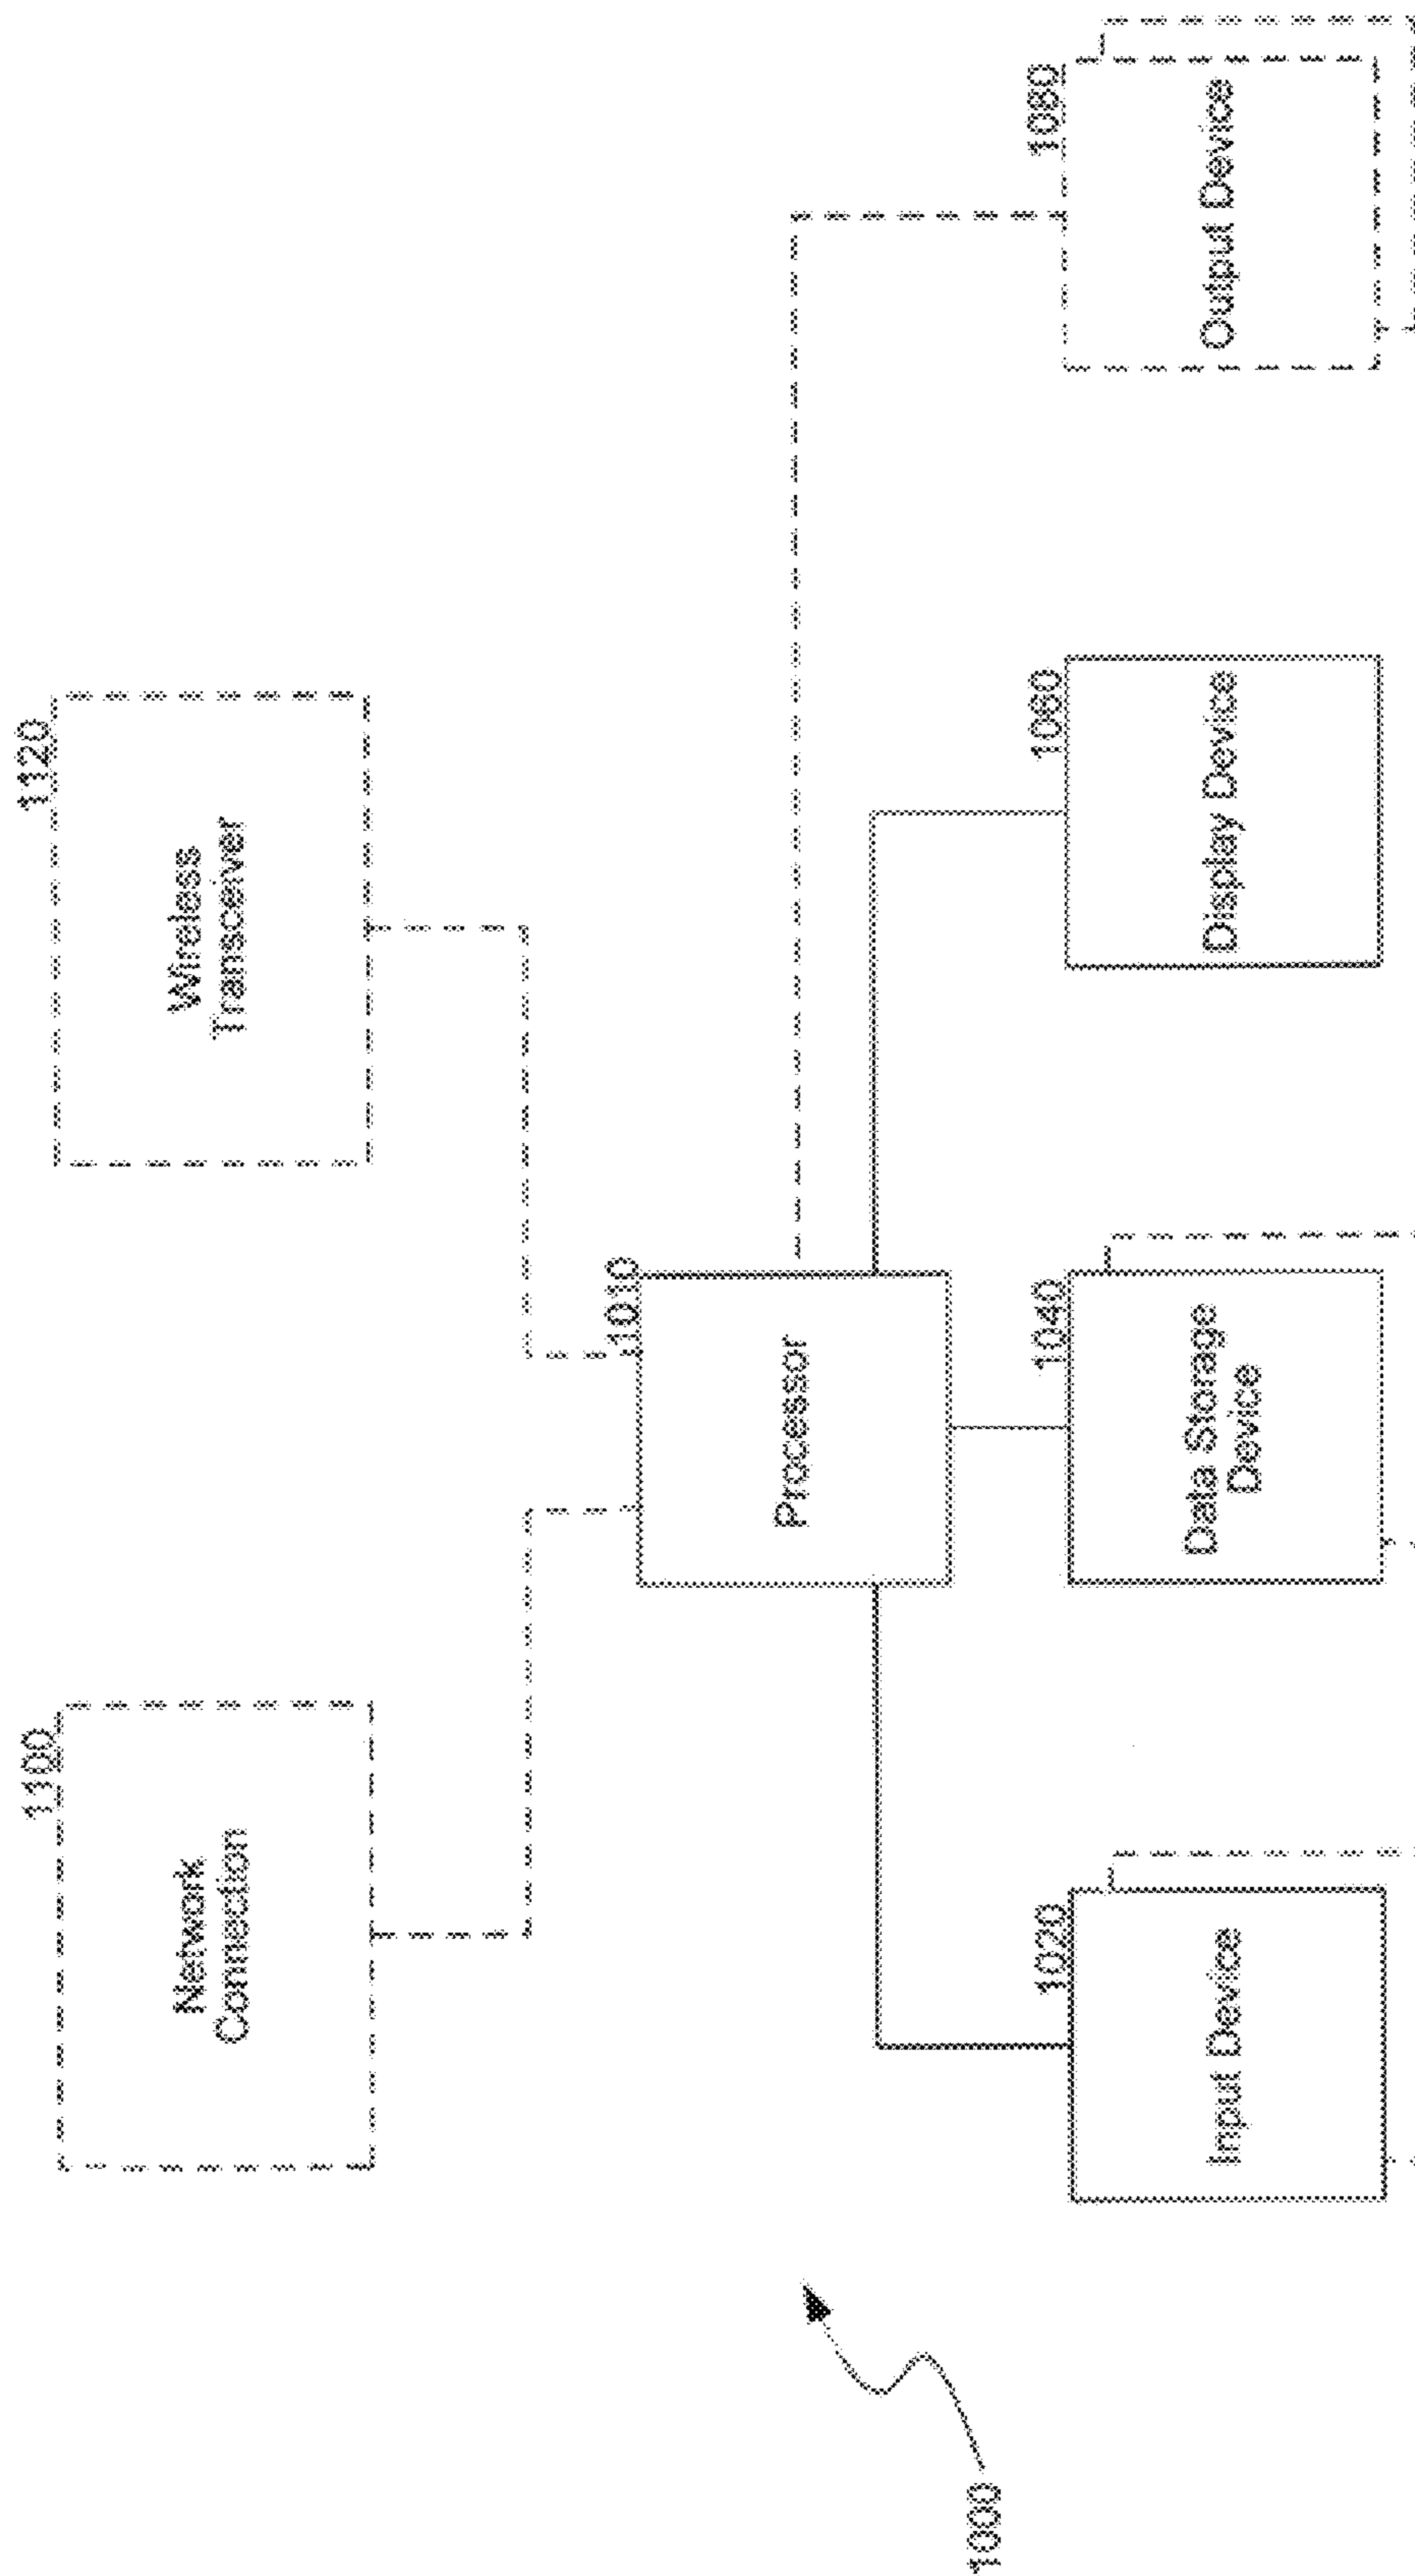 1100
Network
Connection
1120
Wireless
Transceiver
1010
Processor
1020
Input Device
1040
Data Storage
Device
1060
Display Device
1080
Output Device
1000